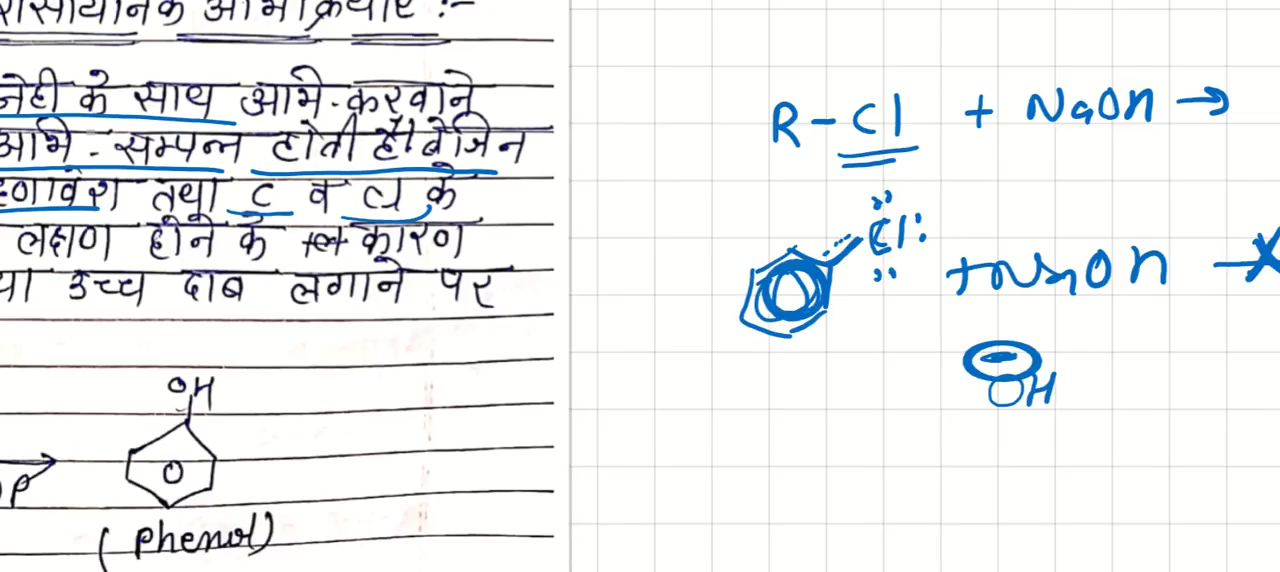 रासायनिक अभिक्रियाएँ :-
के साथ अभि. करवाने
अभि. सम्पन्न होती है। बेंजिन
तथा C व Cl के
लक्षण होने के कारण
उच्च दाब लगाने पर
OH
P
(Phenol)
R-Cl + NaOH →
Cl + NaOH →
⊖
OH